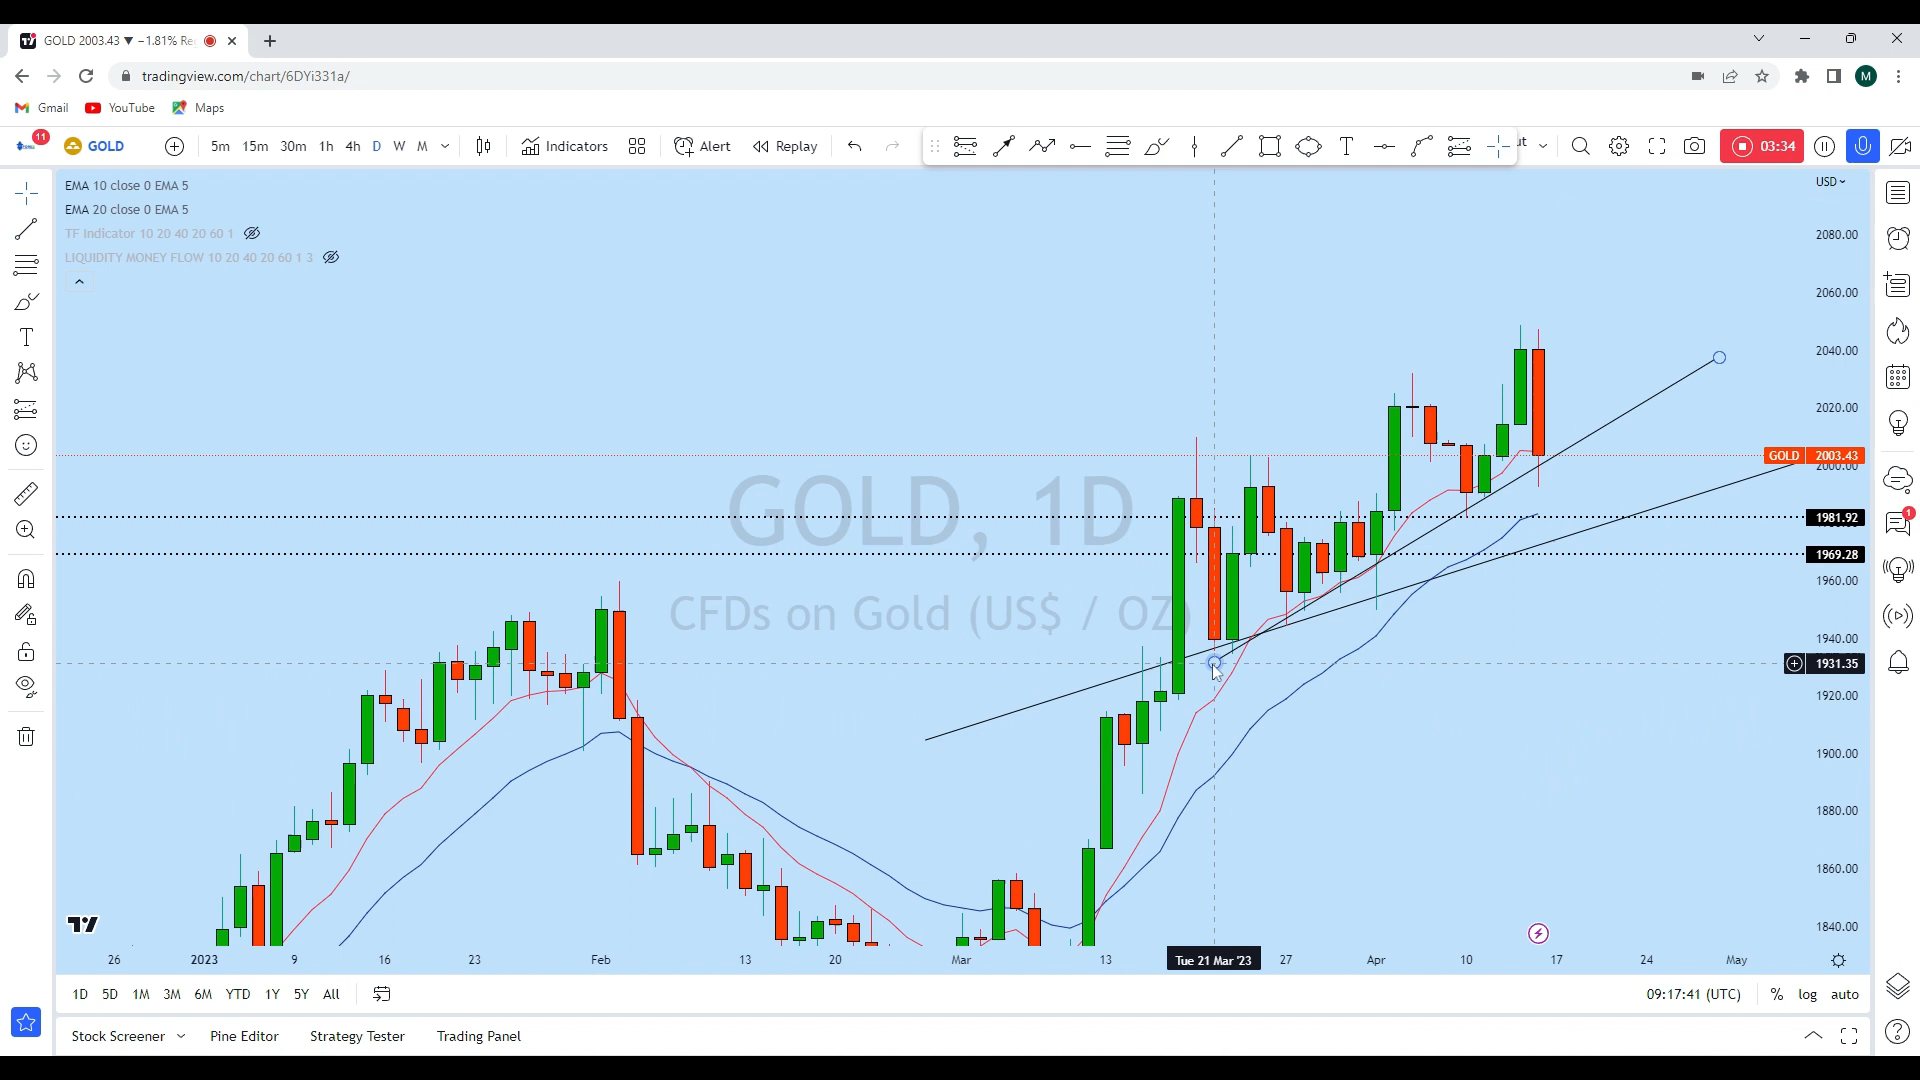 GOLD 2003.43 ▼ −1.81% Re
tradingview.com/chart/6DYi331a/
M
Gmail YouTube Maps
11 GOLD 5m 15m 30m 1h 4h D W M Indicators Alert Replay T ut 03:34
EMA 10 close 0 EMA 5
USD
EMA 20 close 0 EMA 5
TF Indicator 10 20 40 20 60 1
LIQUIDITY MONEY FLOW 10 20 40 20 60 1 3
2080.00
2060.00
2040.00
2020.00
GOLD 2003.43
2000.00
GOLD, 1D
CFDs on Gold (US$ / OZ)
1981.92
1
1969.28
1960.00
1940.00
1931.35
1920.00
1900.00
1880.00
1860.00
1840.00
26 2023 9 16 23 Feb 13 20 Mar 13 Tue 21 Mar '23 27 Apr 10 17 24 May
1D 5D 1M 3M 6M YTD 1Y 5Y All 09:17:41 (UTC) % log auto
Stock Screener Pine Editor Strategy Tester Trading Panel